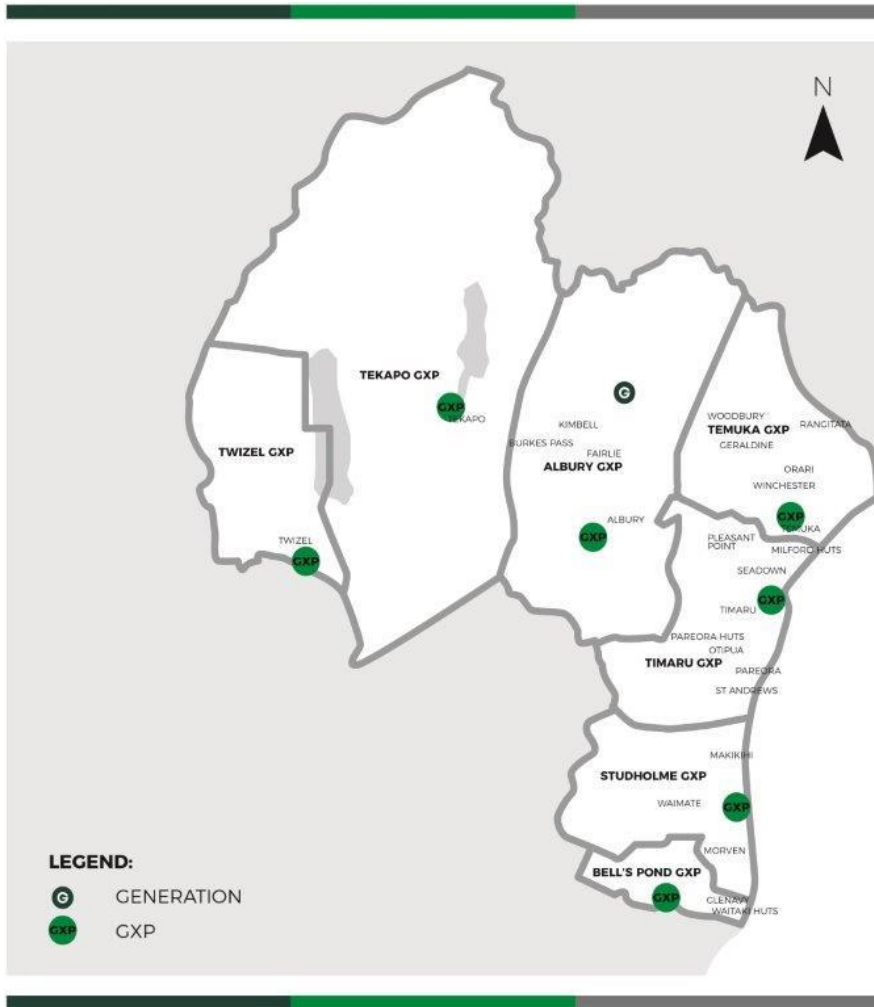 N
TEKAPO GXP
GXP
TEKAPO
TWIZEL GXP
TWIZEL
GXP
G
KIMBELL
BURKES PASS
FAIRLIE
ALBURY GXP
ALBURY
GXP
WOODBURY
TEMUKA GXP
RANGITATA
GERALDINE
ORARI
WINCHESTER
GXP
TEMUKA
PLEASANT
POINT
MILFORD HUTS
SEADOWN
GXP
TIMARU
PAREORA HUTS
OTIPUA
TIMARU GXP
PAREORA
ST ANDREWS
MAKIKIHI
STUDHOLME GXP
WAIMATE
GXP
MORVEN
BELL'S POND GXP
GXP
GLENAVY
WAITAKI HUTS
LEGEND:
G GENERATION
GXP GXP